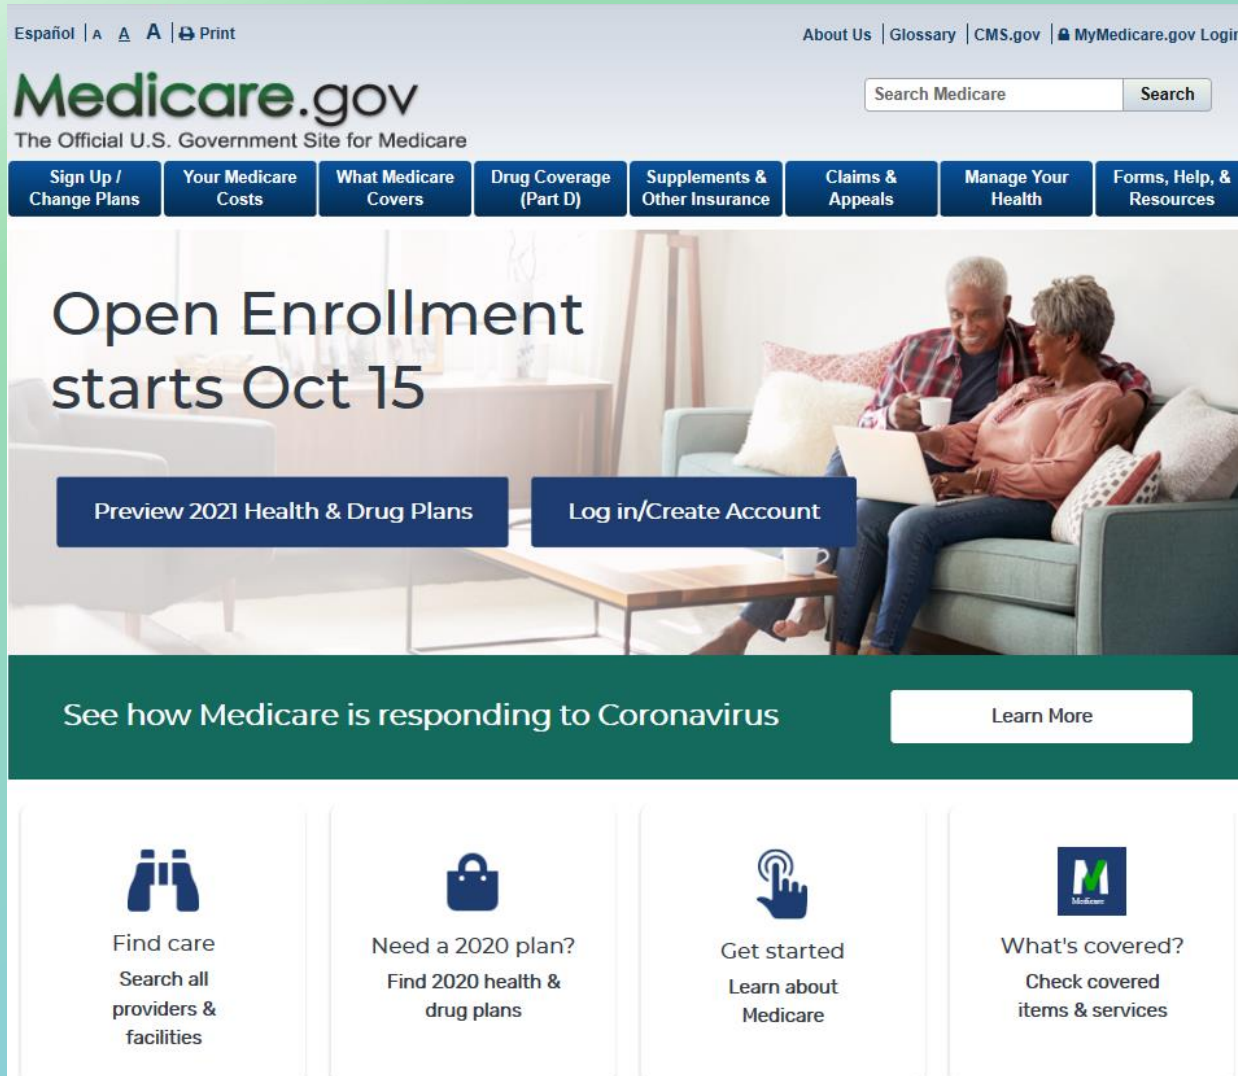 Español | A A A | Print
About Us | Glossary | CMS.gov | MyMedicare.gov Login
Medicare.gov
The Official U.S. Government Site for Medicare
Search Medicare
Search
Sign Up /
Change Plans
Your Medicare
Costs
What Medicare
Covers
Drug Coverage
(Part D)
Supplements &
Other Insurance
Claims &
Appeals
Manage Your
Health
Forms, Help, &
Resources
Open Enrollment
starts Oct 15
Preview 2021 Health & Drug Plans
Log in/Create Account
See how Medicare is responding to Coronavirus
Learn More
Find care
Search all
providers &
facilities
Need a 2020 plan?
Find 2020 health &
drug plans
Get started
Learn about
Medicare
M
Medicare
What's covered?
Check covered
items & services